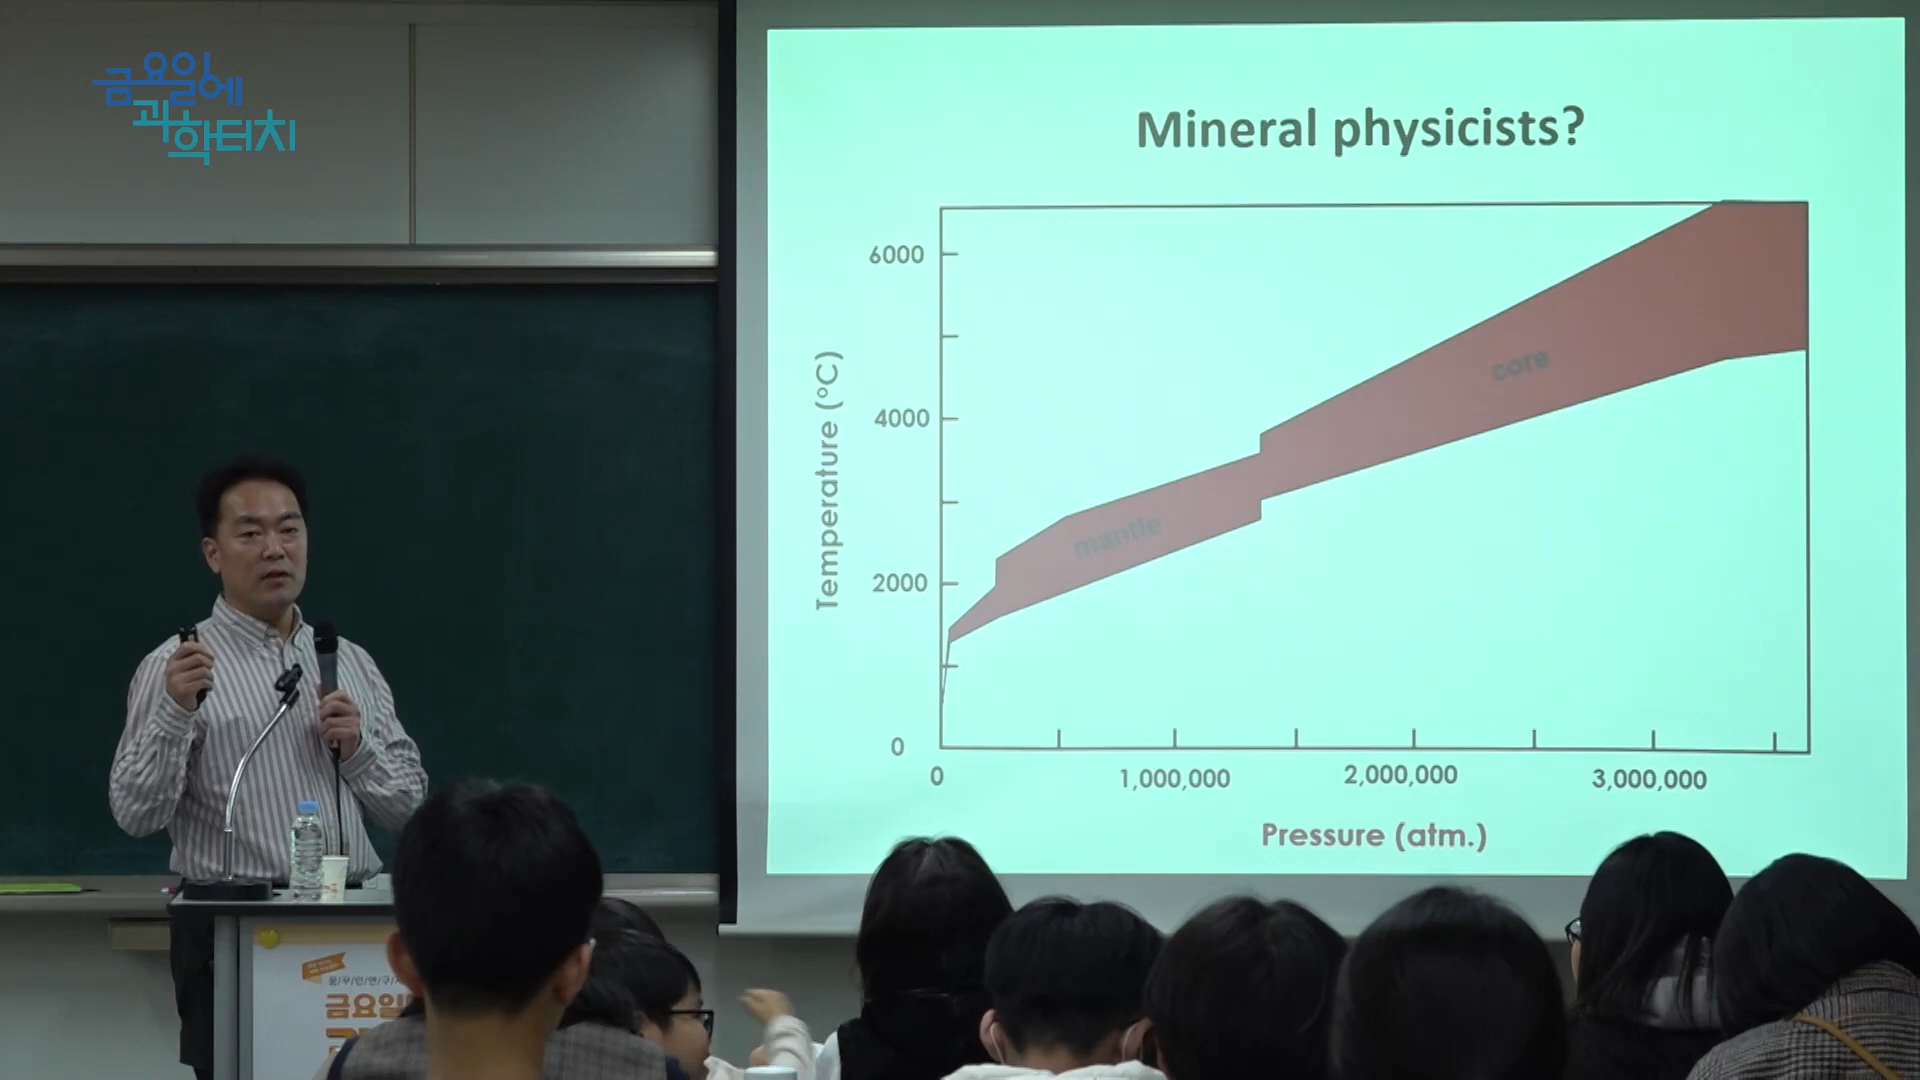 금요일에
과학터치
Mineral physicists?
6000
4000
2000
0
Temperature (°C)
core
mantle
0
1,000,000
2,000,000
3,000,000
Pressure (atm.)
금요일